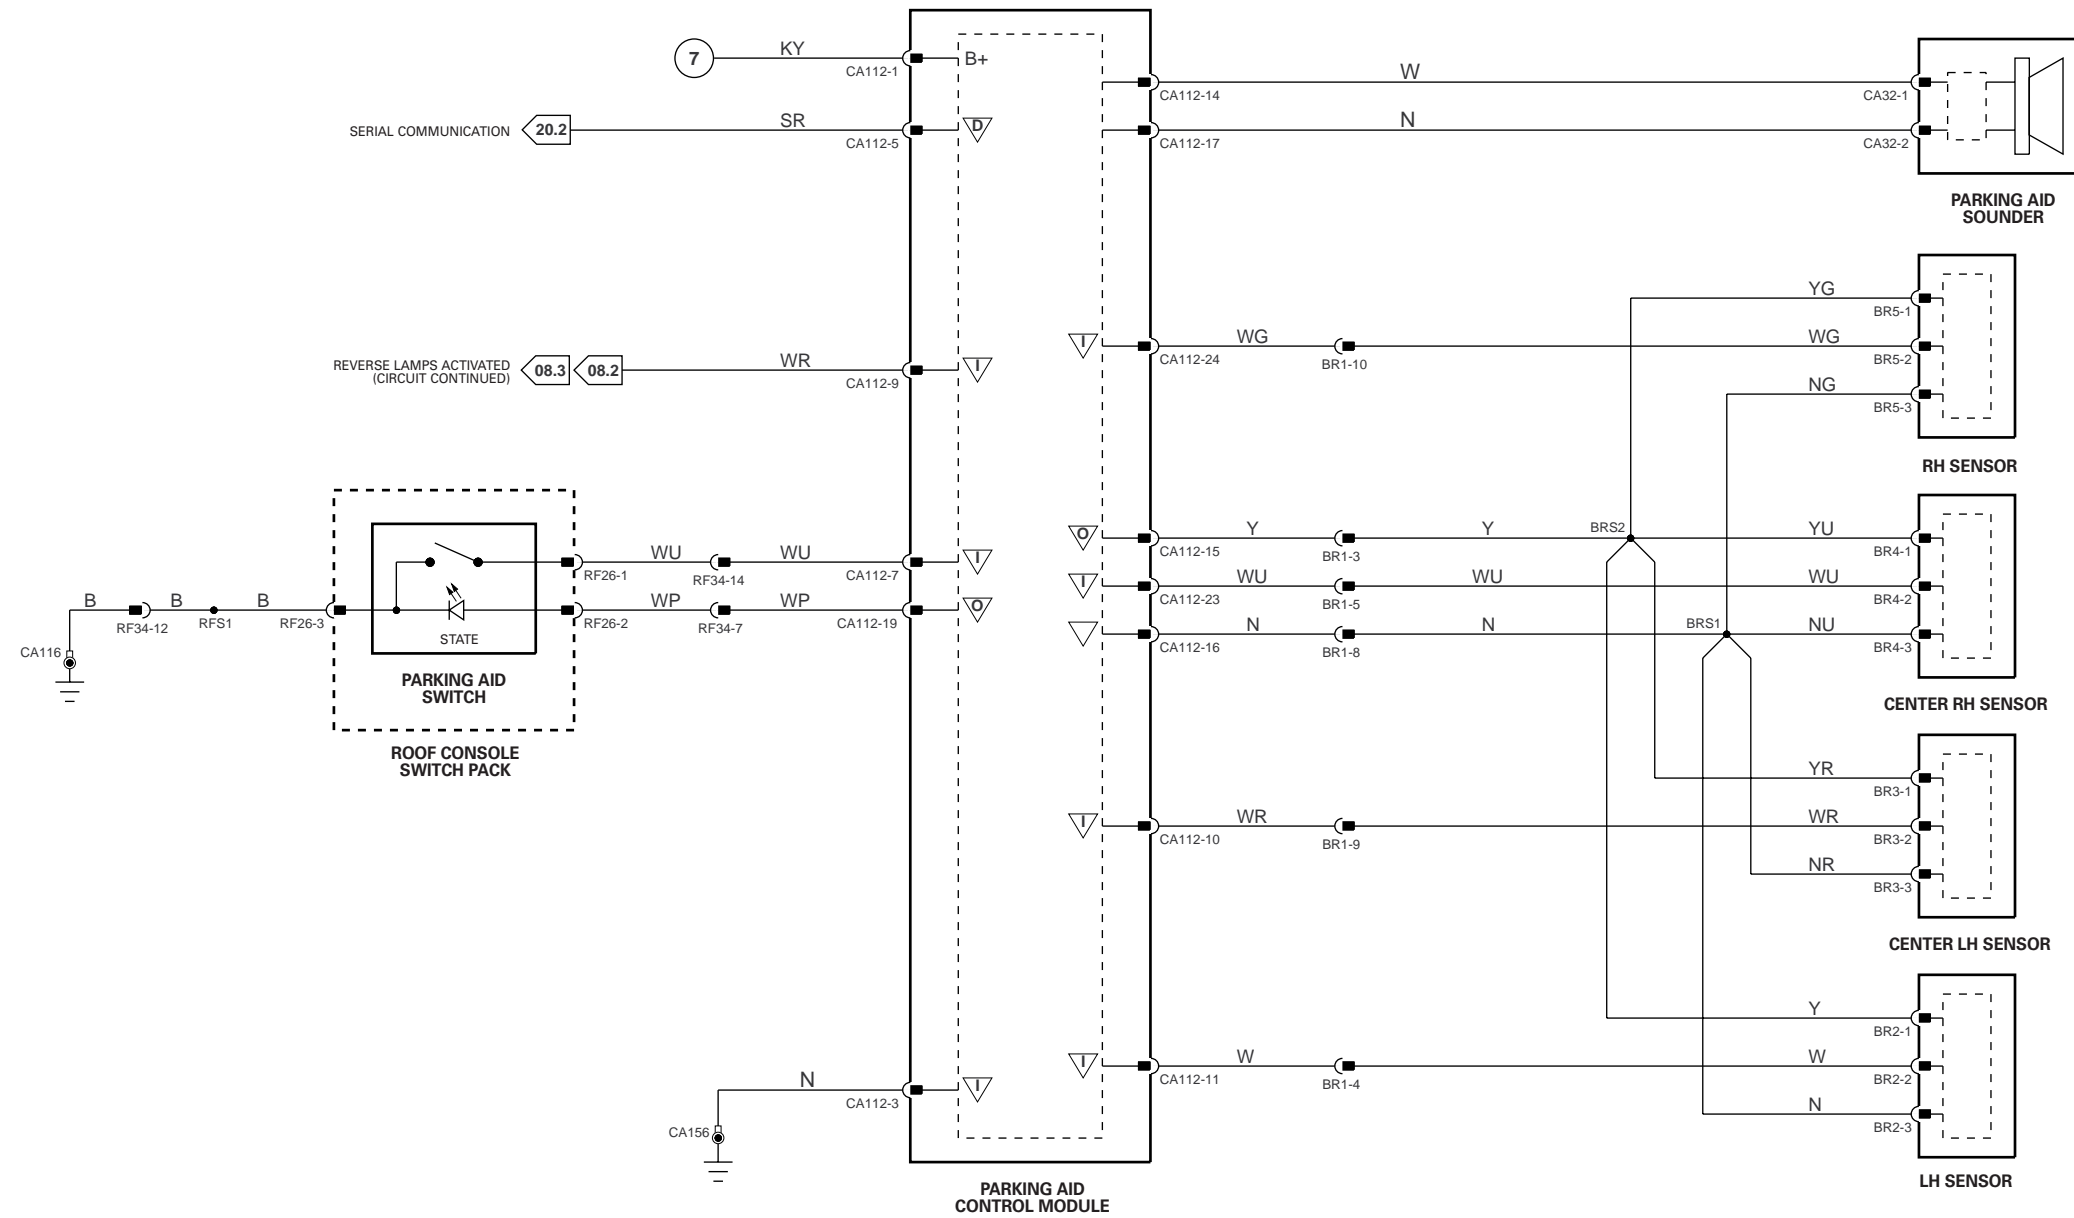 7
KY
CA112-1
B+
W
CA112-14
CA32-1
SERIAL COMMUNICATION
20.2
SR
CA112-5
D
N
CA112-17
CA32-2
PARKING AID
SOUNDER
YG
BR5-1
REVERSE LAMPS ACTIVATED
(CIRCUIT CONTINUED)
08.3
08.2
WR
CA112-9
I
I
WG
CA112-24
BR1-10
WG
BR5-2
NG
BR5-3
RH SENSOR
STATE
PARKING AID
SWITCH
ROOF CONSOLE
SWITCH PACK
RF26-1
WU
RF34-14
WU
CA112-7
I
B
RF34-12
B
RFS1
B
RF26-3
RF26-2
WP
RF34-7
WP
CA112-19
O
CA116
O
CA112-15
Y
BR1-3
Y
BRS2
YU
BR4-1
I
CA112-23
WU
BR1-5
WU
WU
BR4-2
CA112-16
N
BR1-8
N
BRS1
NU
BR4-3
CENTER RH SENSOR
YR
BR3-1
I
CA112-10
WR
BR1-9
WR
BR3-2
NR
BR3-3
CENTER LH SENSOR
Y
BR2-1
I
CA112-11
W
BR1-4
W
BR2-2
N
BR2-3
LH SENSOR
N
CA112-3
I
CA156
PARKING AID
CONTROL MODULE